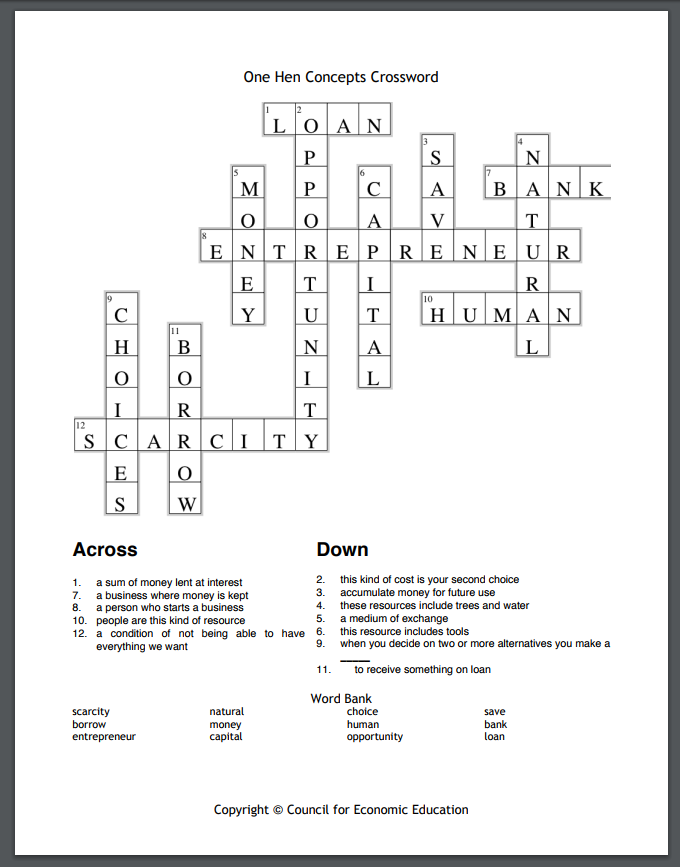 One Hen Concepts Crossword
1 2
L O A N
3 4
P S N
5 6 7
M P C A B A N K
O O A V T
8
E N T R E P R E N E U R
E T I R
9 10
C Y U T H U M A N
11
H B N A L
O O I L
I R T
12
S C A R C I T Y
E O
S W
Across
1. a sum of money lent at interest
7. a business where money is kept
8. a person who starts a business
10. people are this kind of resource
12. a condition of not being able to have
everything we want
Down
2. this kind of cost is your second choice
3. accumulate money for future use
4. these resources include trees and water
5. a medium of exchange
6. this resource includes tools
9. when you decide on two or more alternatives you make a
_____
11. to receive something on loan
Word Bank
scarcity natural choice save
borrow money human bank
entrepreneur capital opportunity loan
Copyright © Council for Economic Education